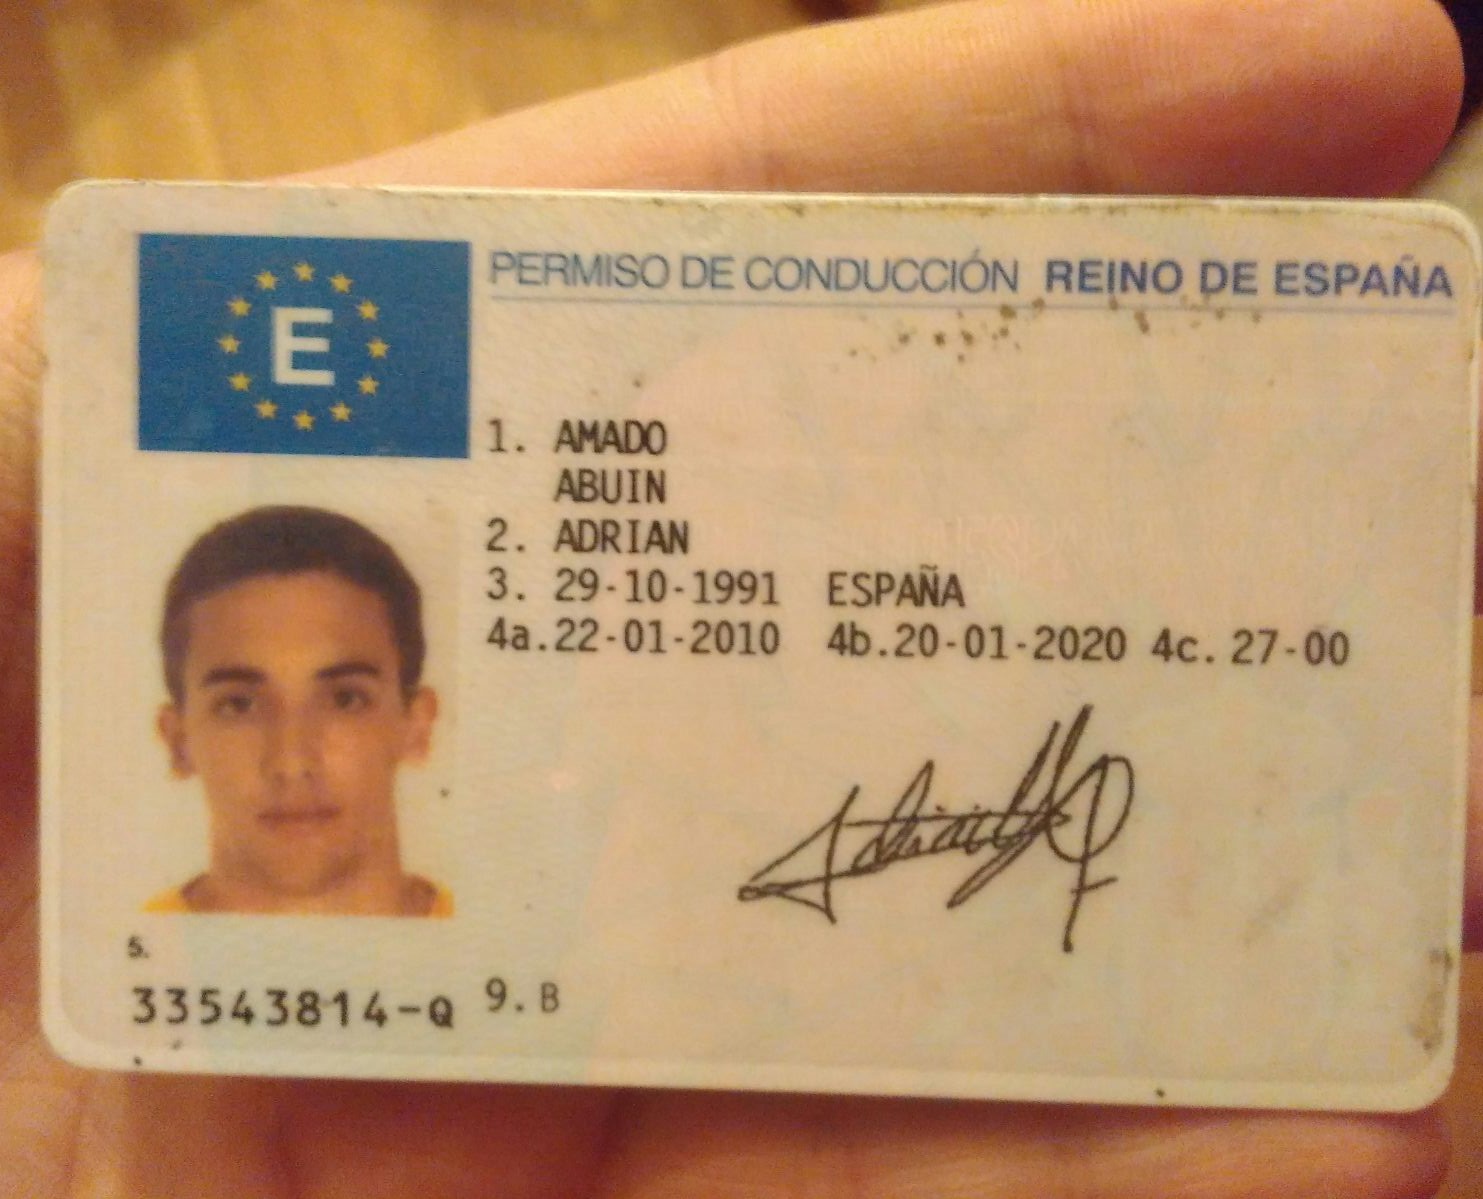 E
PERMISO DE CONDUCCIÓN REINO DE ESPAÑA
1. AMADO
ABUIN
2. ADRIAN
3. 29-10-1991 ESPAÑA
4a.22-01-2010 4b.20-01-2020 4c. 27-00
5.
33543814-Q 9. B